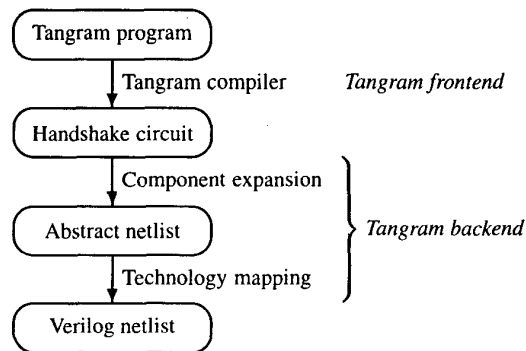 Tangram program
Tangram compiler
Tangram frontend
Handshake circuit
Component expansion
Abstract netlist
Tangram backend
Technology mapping
Verilog netlist